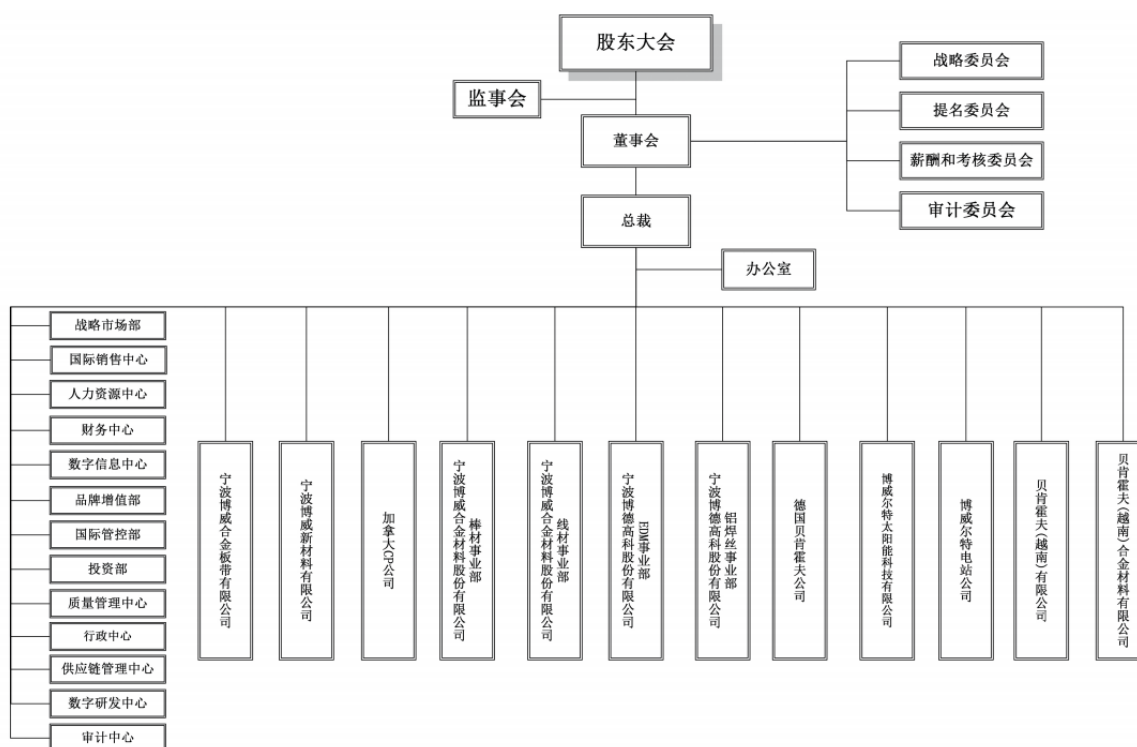 股东大会
监事会
董事会
总裁
办公室
战略委员会
提名委员会
薪酬和考核委员会
审计委员会
战略市场部
国际销售中心
人力资源中心
财务中心
数字信息中心
品牌增值部
国际管控部
投资部
质量管理中心
行政中心
供应链管理中心
数字研发中心
审计中心
宁波博威合金板带有限公司
宁波博威新材料有限公司
加拿大CP公司
宁波博威合金材料股份有限公司
棒材事业部
宁波博威合金材料股份有限公司
线材事业部
宁波博德高科股份有限公司
EDM事业部
宁波博德高科股份有限公司
铝焊丝事业部
德国贝肯霍夫公司
博威尔特太阳能科技有限公司
博威尔特电站公司
贝肯霍夫(越南)有限公司
贝肯霍夫(越南)合金材料有限公司